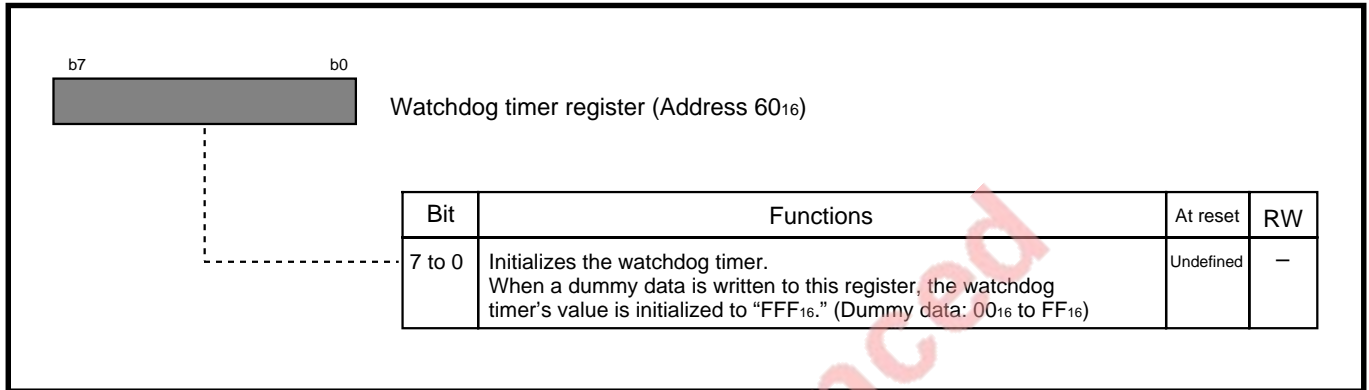 b7 b0
Watchdog timer register (Address 60₁₆)
Bit Functions At reset RW
7 to 0 Initializes the watchdog timer. Undefined –
When a dummy data is written to this register, the watchdog
timer’s value is initialized to “FFF₁₆.” (Dummy data: 00₁₆ to FF₁₆)
nced